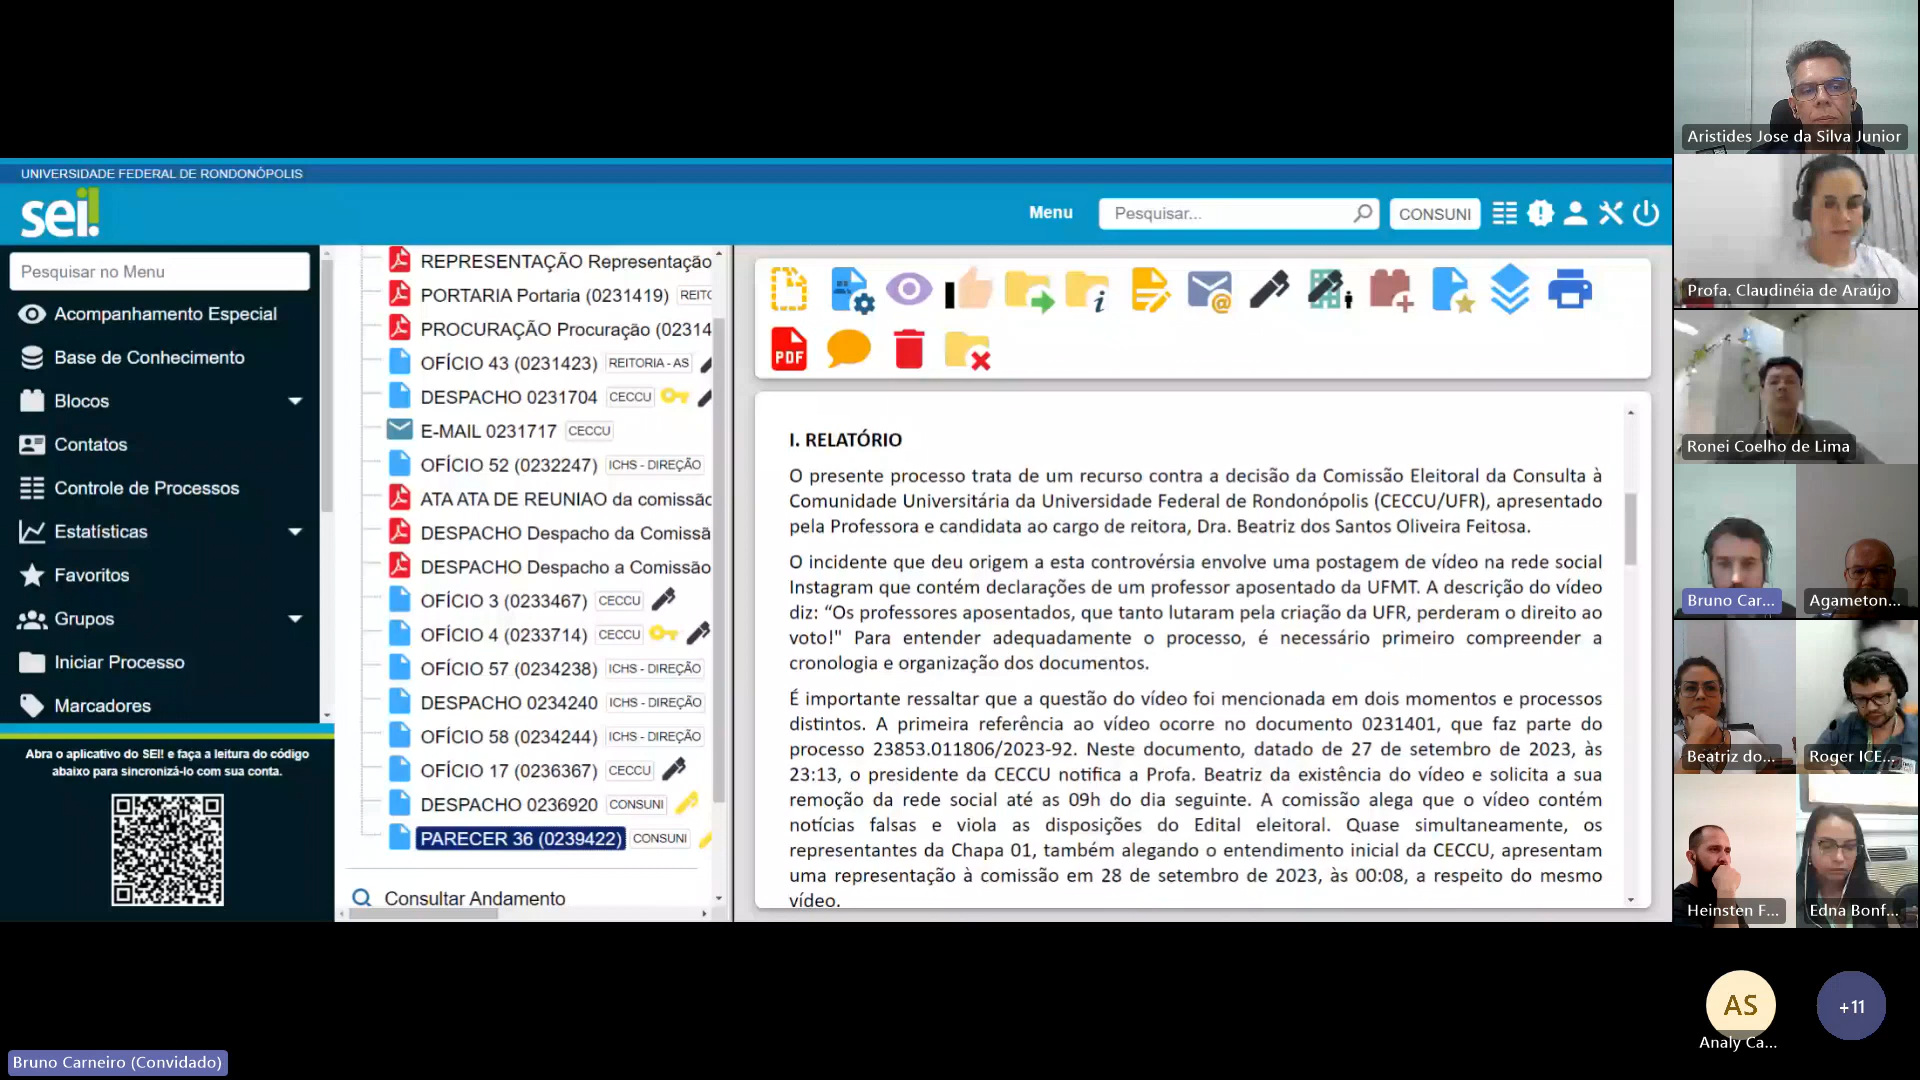 UNIVERSIDADE FEDERAL DE RONDONÓPOLIS
sei!
Menu
Pesquisar...
CONSUNI
Pesquisar no Menu
Acompanhamento Especial
Base de Conhecimento
Blocos
Contatos
Controle de Processos
Estatísticas
Favoritos
Grupos
Iniciar Processo
Marcadores
Abra o aplicativo do SEI! e faça a leitura do código
abaixo para sincronizá-lo com sua conta.
REPRESENTAÇÃO Representação
PORTARIA Portaria (0231419) REITO
PROCURAÇÃO Procuração (02314
OFÍCIO 43 (0231423) REITORIA - AS
DESPACHO 0231704 CECCU
E-MAIL 0231717 CECCU
OFÍCIO 52 (0232247) ICHS - DIREÇÃO
ATA ATA DE REUNIAO da comissão
DESPACHO Despacho da Comissã
DESPACHO Despacho a Comissão
OFÍCIO 3 (0233467) CECCU
OFÍCIO 4 (0233714) CECCU
OFÍCIO 57 (0234238) ICHS - DIREÇÃO
DESPACHO 0234240 ICHS - DIREÇÃO
OFÍCIO 58 (0234244) ICHS - DIREÇÃO
OFÍCIO 17 (0236367) CECCU
DESPACHO 0236920 CONSUNI
PARECER 36 (0239422) CONSUNI
Consultar Andamento
PDF
I. RELATÓRIO
O presente processo trata de um recurso contra a decisão da Comissão Eleitoral da Consulta à
Comunidade Universitária da Universidade Federal de Rondonópolis (CECCU/UFR), apresentado
pela Professora e candidata ao cargo de reitora, Dra. Beatriz dos Santos Oliveira Feitosa.
O incidente que deu origem a esta controvérsia envolve uma postagem de vídeo na rede social
Instagram que contém declarações de um professor aposentado da UFMT. A descrição do vídeo
diz: “Os professores aposentados, que tanto lutaram pela criação da UFR, perderam o direito ao
voto!" Para entender adequadamente o processo, é necessário primeiro compreender a
cronologia e organização dos documentos.
É importante ressaltar que a questão do vídeo foi mencionada em dois momentos e processos
distintos. A primeira referência ao vídeo ocorre no documento 0231401, que faz parte do
processo 23853.011806/2023-92. Neste documento, datado de 27 de setembro de 2023, às
23:13, o presidente da CECCU notifica a Profa. Beatriz da existência do vídeo e solicita a sua
remoção da rede social até as 09h do dia seguinte. A comissão alega que o vídeo contém
notícias falsas e viola as disposições do Edital eleitoral. Quase simultaneamente, os
representantes da Chapa 01, também alegando o entendimento inicial da CECCU, apresentam
uma representação à comissão em 28 de setembro de 2023, às 00:08, a respeito do mesmo
vídeo.
Aristides Jose da Silva Junior
Profa. Claudinéia de Araújo
Ronei Coelho de Lima
Bruno Car...
Agameton...
Beatriz do...
Roger ICE...
Heinsten F...
Edna Bonf...
AS
Analy Ca...
+11
Bruno Carneiro (Convidado)